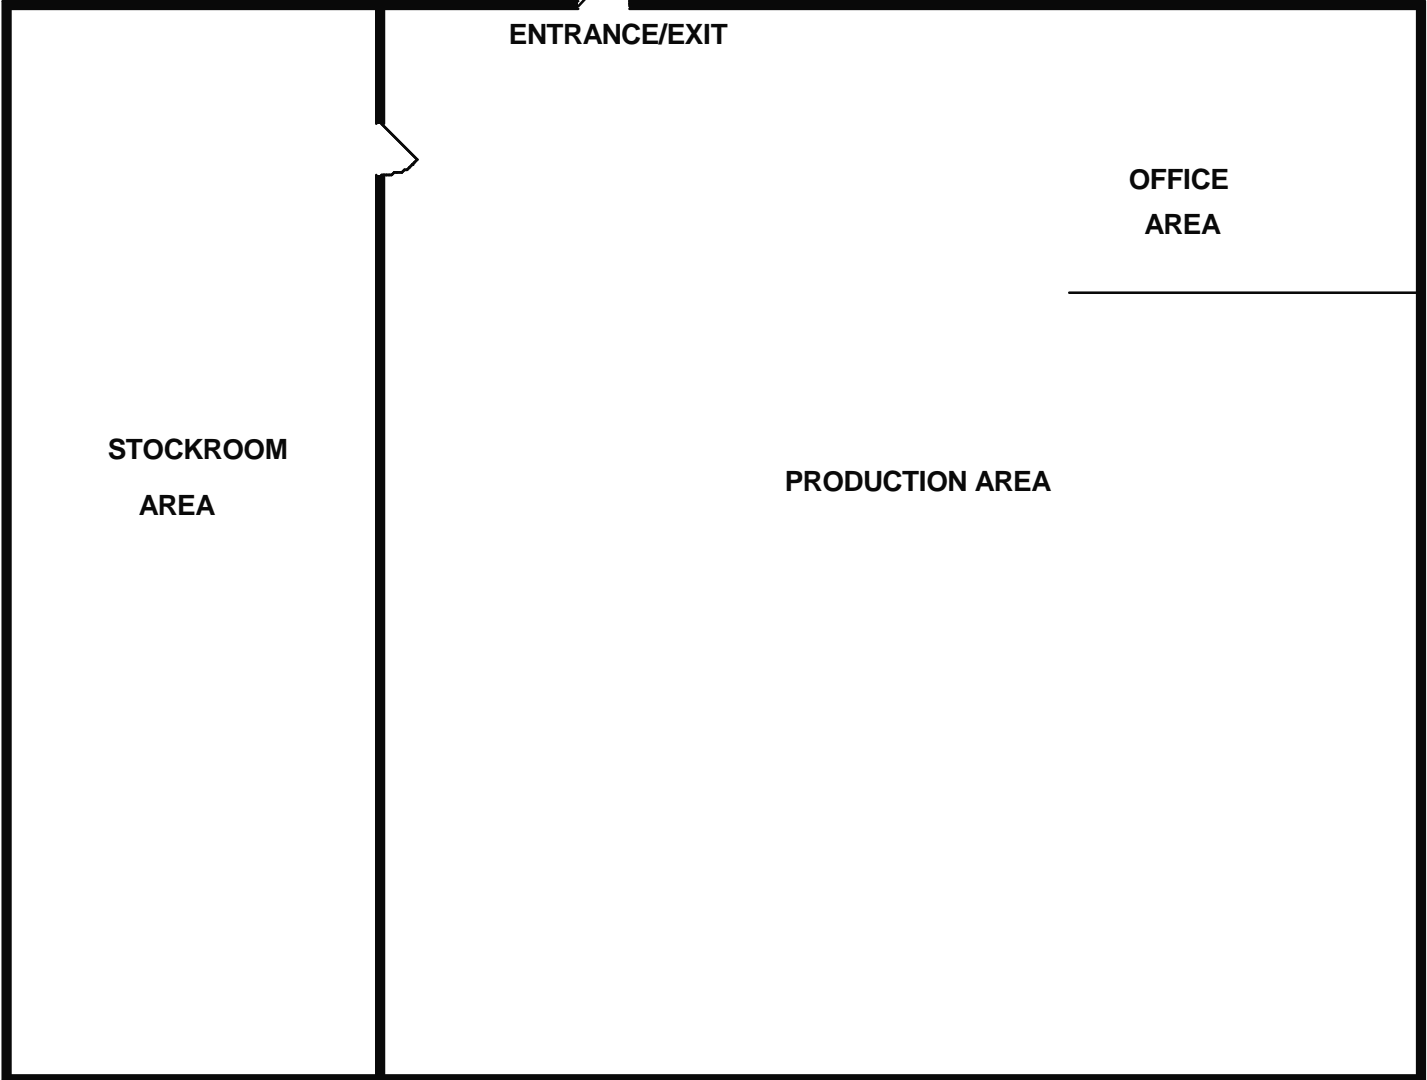 ENTRANCE/EXIT
OFFICE
AREA
STOCKROOM
AREA
PRODUCTION AREA